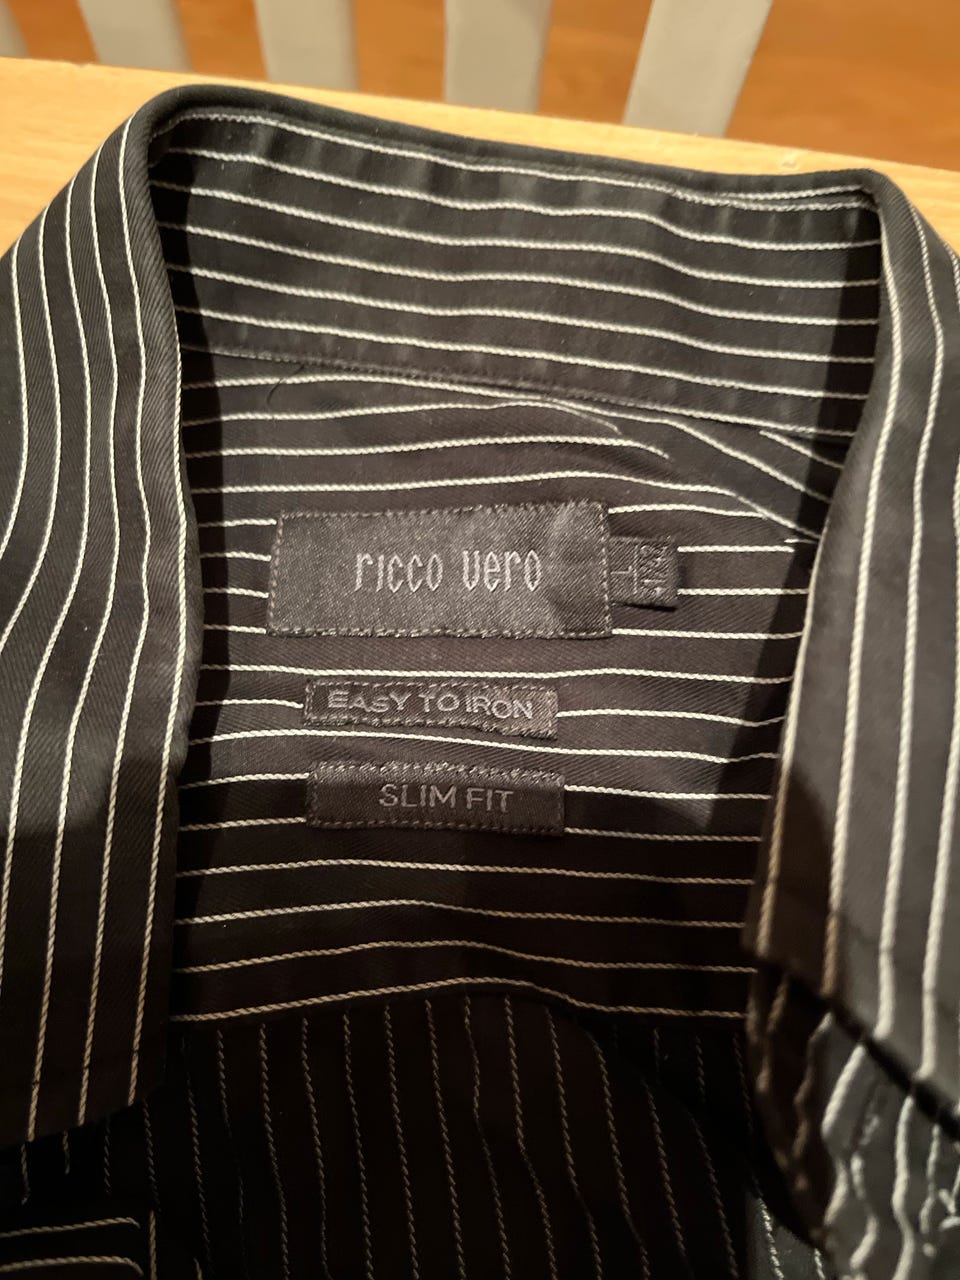 ricco vero
L
EASY TO IRON
SLIM FIT